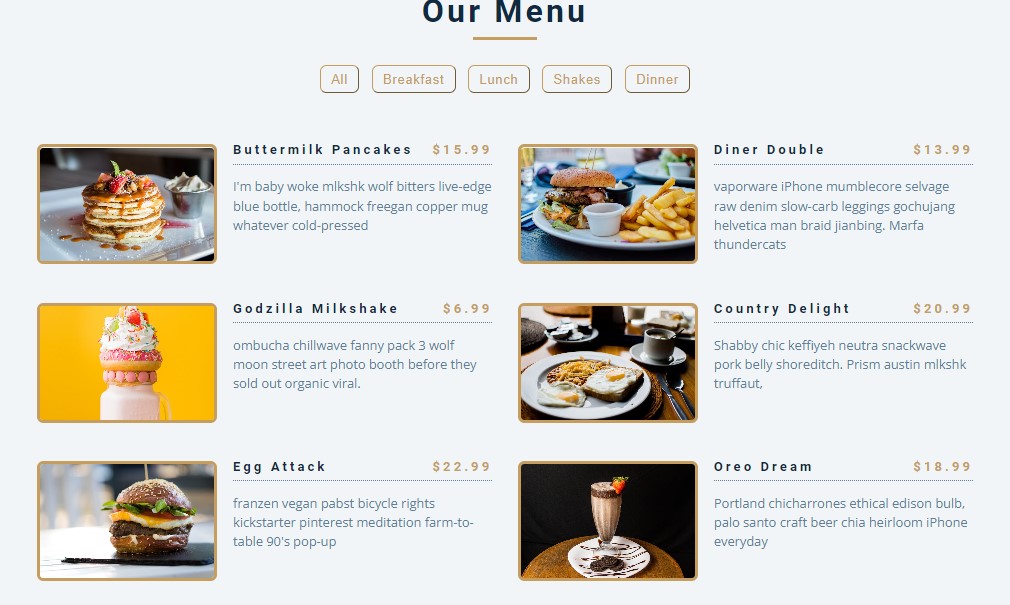 Our Menu
All Breakfast Lunch Shakes Dinner
Buttermilk Pancakes $15.99
I'm baby woke mlkshk wolf bitters live-edge
blue bottle, hammock freegan copper mug
whatever cold-pressed
Diner Double $13.99
vaporware iPhone mumblecore selvage
raw denim slow-carb leggings gochujang
helvetica man braid jianbing. Marfa
thundercats
Godzilla Milkshake $6.99
ombucha chillwave fanny pack 3 wolf
moon street art photo booth before they
sold out organic viral.
Country Delight $20.99
Shabby chic keffiyeh neutra snackwave
pork belly shoreditch. Prism austin mlkshk
truffaut,
Egg Attack $22.99
franzen vegan pabst bicycle rights
kickstarter pinterest meditation farm-to-
table 90's pop-up
Oreo Dream $18.99
Portland chicharrones ethical edison bulb,
palo santo craft beer chia heirloom iPhone
everyday